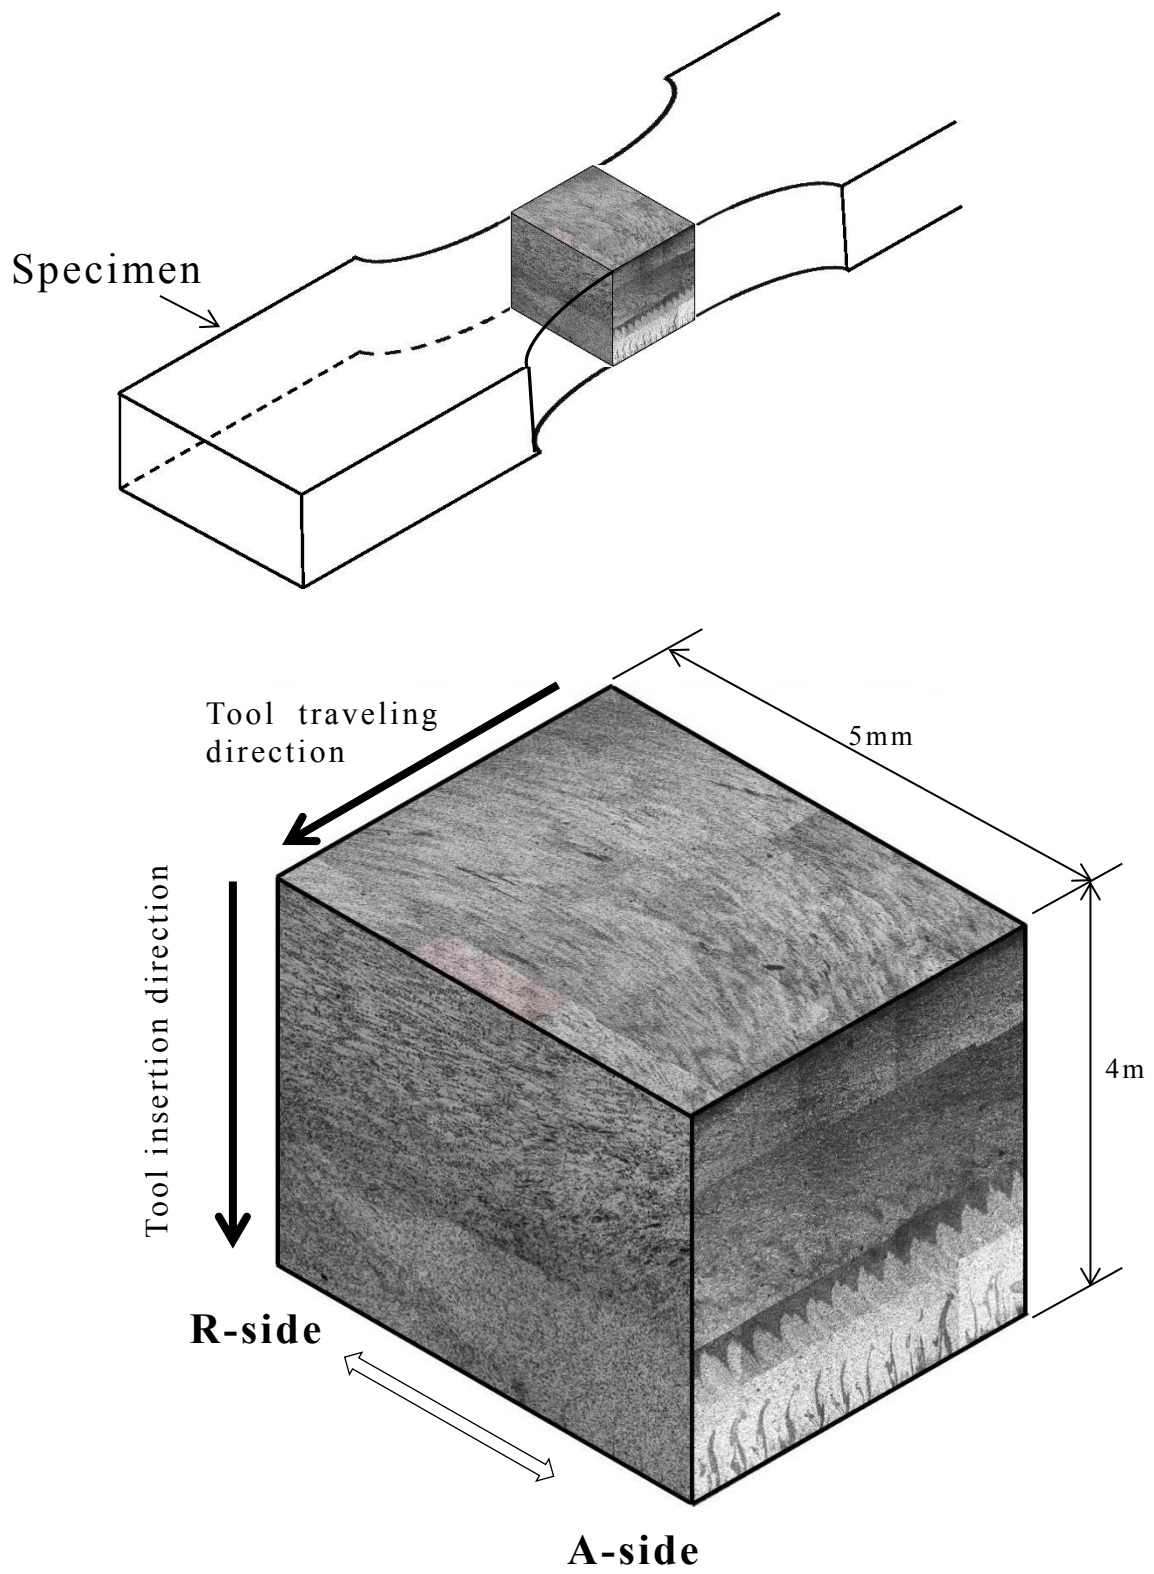 Specimen
Tool traveling
direction
5mm
Tool insertion direction
4m
R-side
A-side